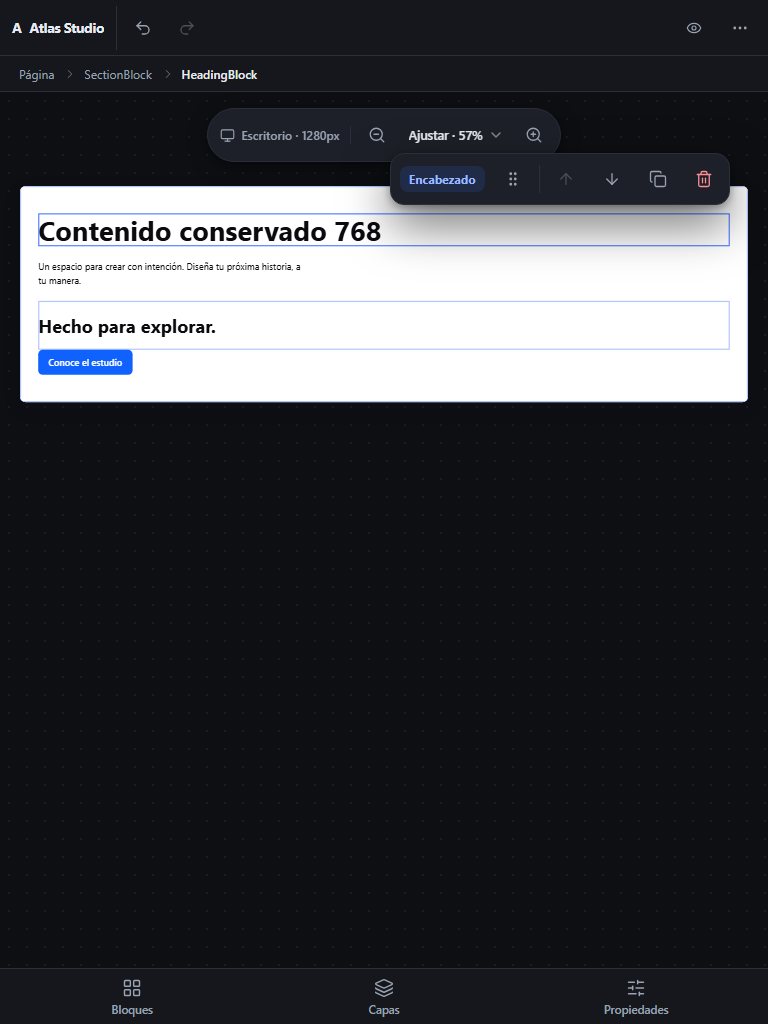 A Atlas Studio
Página SectionBlock HeadingBlock
Escritorio · 1280px Ajustar · 57%
Encabezado
Contenido conservado 768
Un espacio para crear con intención. Diseña tu próxima historia, a
tu manera.
Hecho para explorar.
Conoce el estudio
Bloques Capas Propiedades